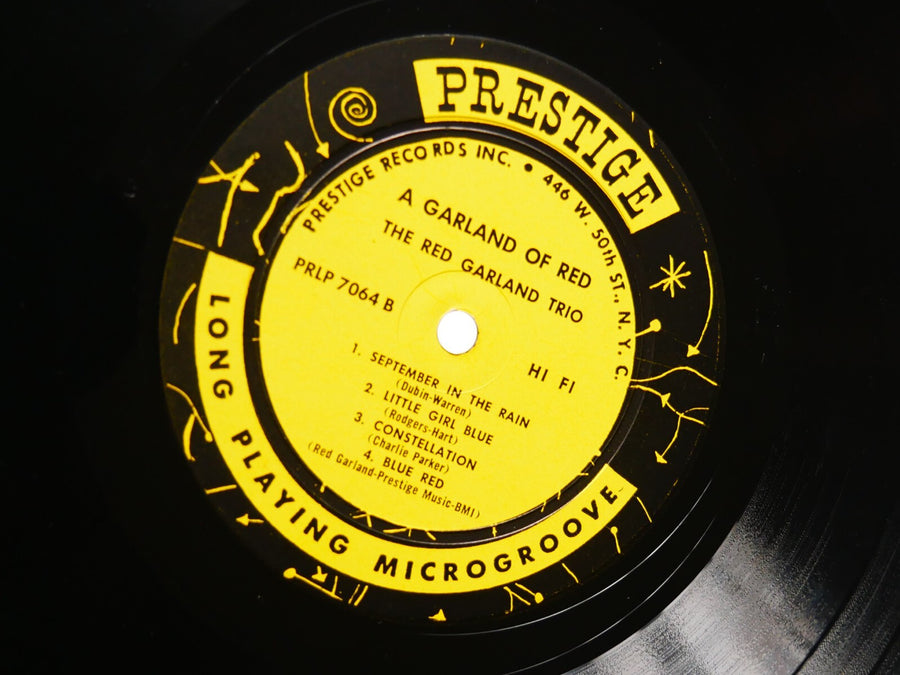 PRESTIGE
PRESTIGE RECORDS INC. • 446 W. 50th ST., N. Y. C.
A GARLAND OF RED
THE RED GARLAND TRIO
PRLP 7064 B
HI FI
1. SEPTEMBER IN THE RAIN
(Dubin-Warren)
2. LITTLE GIRL BLUE
(Rodgers-Hart)
3. CONSTELLATION
(Charlie Parker)
4. BLUE RED
(Red Garland-Prestige Music-BMI)
LONG PLAYING MICROGROOVE